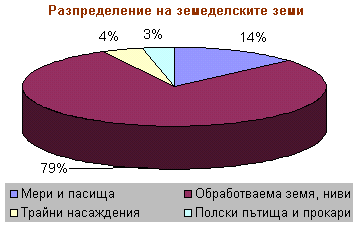 Разпределение на земеделските земи
4% 3% 14%
79%
Мери и пасища Обработваема земя, ниви
Трайни насаждения Полски пътища и прокари